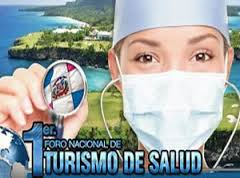 1er.
FORO NACIONAL DE
TURISMO DE SALUD